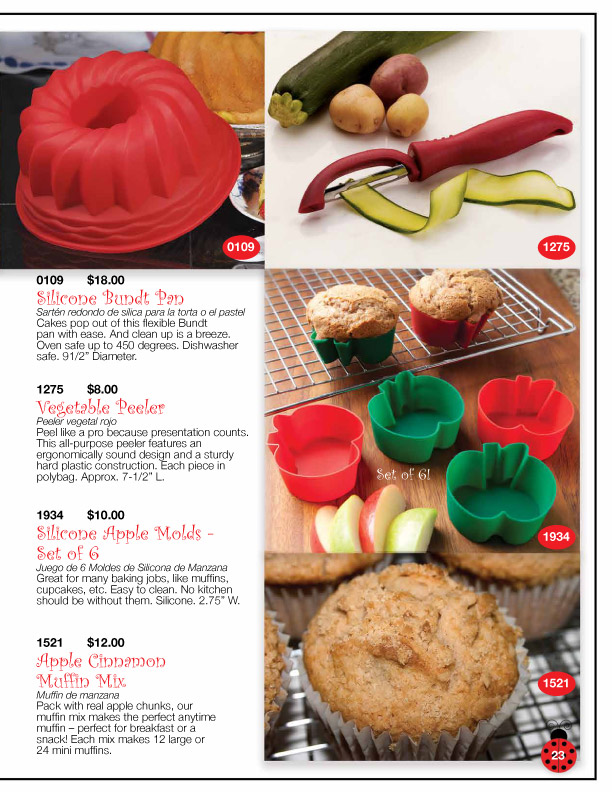 0109
1275
0109 $18.00
Silicone Bundt Pan
Sartén redondo de silica para la torta o el pastel
Cakes pop out of this flexible Bundt
pan with ease. And clean up is a breeze.
Oven safe up to 450 degrees. Dishwasher
safe. 91/2” Diameter.
1275 $8.00
Vegetable Peeler
Peeler vegetal rojo
Peel like a pro because presentation counts.
This all-purpose peeler features an
ergonomically sound design and a sturdy
hard plastic construction. Each piece in
polybag. Approx. 7-1/2” L.
Set of 6!
1934
1934 $10.00
Silicone Apple Molds -
Set of 6
Juego de 6 Moldes de Silicona de Manzana
Great for many baking jobs, like muffins,
cupcakes, etc. Easy to clean. No kitchen
should be without them. Silicone. 2.75” W.
1521 $12.00
Apple Cinnamon
Muffin Mix
Muffin de manzana
Pack with real apple chunks, our
muffin mix makes the perfect anytime
muffin – perfect for breakfast or a
snack! Each mix makes 12 large or
24 mini muffins.
1521
23